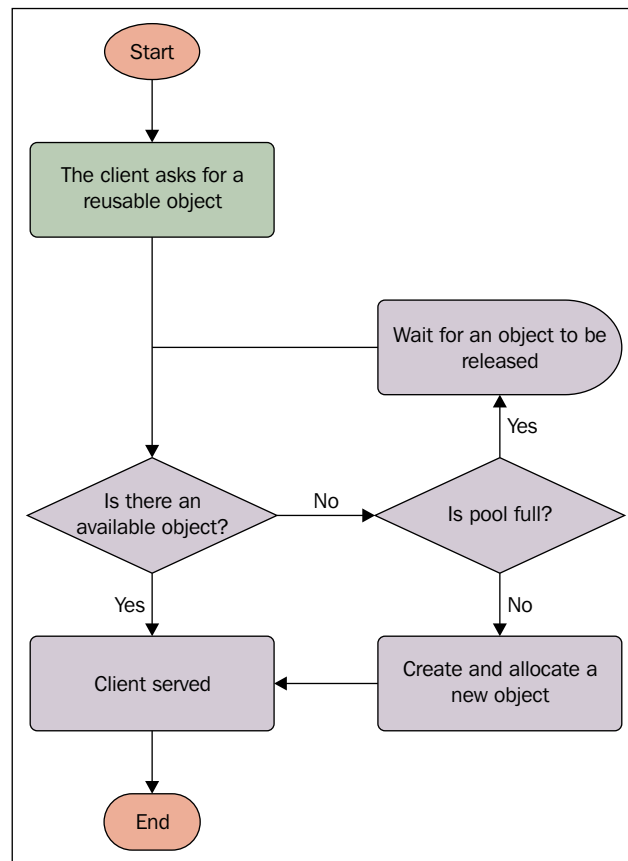 Start
The client asks for a
reusable object
Wait for an object to be
released
Yes
Is there an
available object?
No
Is pool full?
Yes
No
Client served
Create and allocate a
new object
End